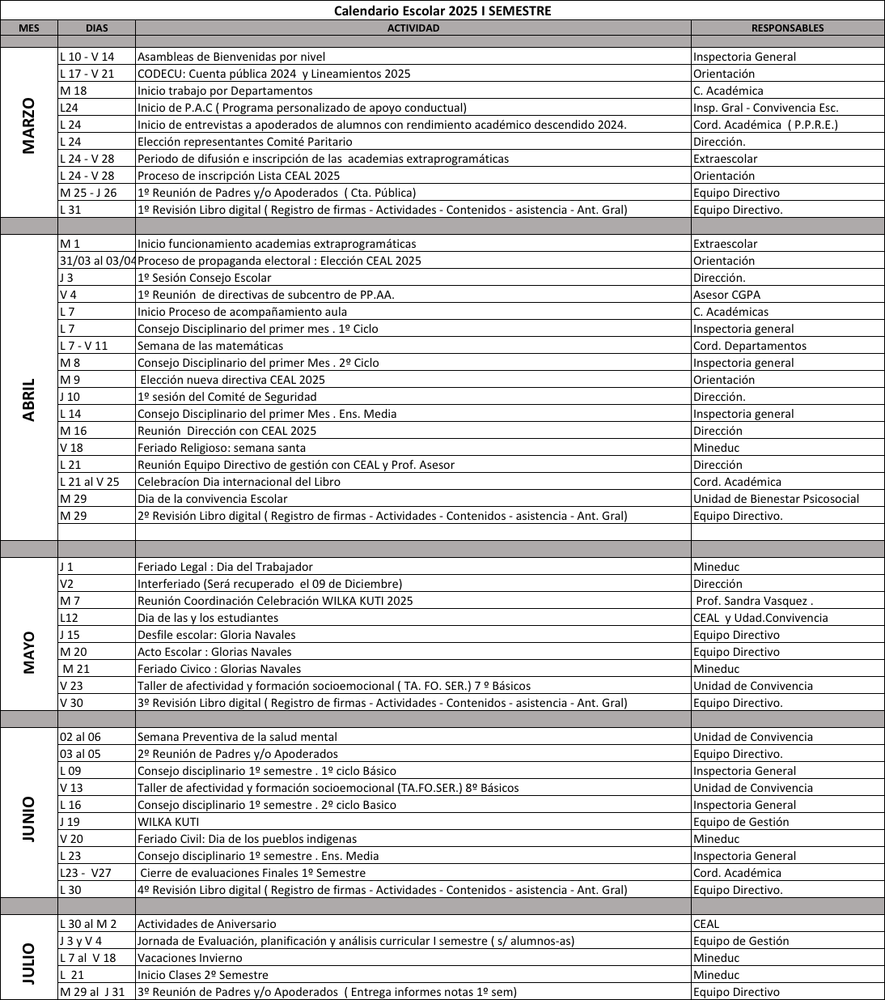 Calendario Escolar 2025 I SEMESTRE
MES DIAS ACTIVIDAD RESPONSABLES
MARZO
L 10 - V 14 Asambleas de Bienvenidas por nivel Inspectoria General
L 17 - V 21 CODECU: Cuenta pública 2024 y Lineamientos 2025 Orientación
M 18 Inicio trabajo por Departamentos C. Académica
L24 Inicio de P.A.C ( Programa personalizado de apoyo conductual) Insp. Gral - Convivencia Esc.
L 24 Inicio de entrevistas a apoderados de alumnos con rendimiento académico descendido 2024. Cord. Académica ( P.P.R.E.)
L 24 Elección representantes Comité Paritario Dirección.
L 24 - V 28 Periodo de difusión e inscripción de las academias extraprogramáticas Extraescolar
L 24 - V 28 Proceso de inscripción Lista CEAL 2025 Orientación
M 25 - J 26 1º Reunión de Padres y/o Apoderados ( Cta. Pública) Equipo Directivo
L 31 1º Revisión Libro digital ( Registro de firmas - Actividades - Contenidos - asistencia - Ant. Gral) Equipo Directivo.
ABRIL
M 1 Inicio funcionamiento academias extraprogramáticas Extraescolar
31/03 al 03/04 Proceso de propaganda electoral : Elección CEAL 2025 Orientación
J 3 1º Sesión Consejo Escolar Dirección.
V 4 1º Reunión de directivas de subcentro de PP.AA. Asesor CGPA
L 7 Inicio Proceso de acompañamiento aula C. Académicas
L 7 Consejo Disciplinario del primer mes . 1º Ciclo Inspectoria general
L 7 - V 11 Semana de las matemáticas Cord. Departamentos
M 8 Consejo Disciplinario del primer Mes . 2º Ciclo Inspectoria general
M 9 Elección nueva directiva CEAL 2025 Orientación
J 10 1º sesión del Comité de Seguridad Dirección.
L 14 Consejo Disciplinario del primer Mes . Ens. Media Inspectoria general
M 16 Reunión Dirección con CEAL 2025 Dirección
V 18 Feriado Religioso: semana santa Mineduc
L 21 Reunión Equipo Directivo de gestión con CEAL y Prof. Asesor Dirección
L 21 al V 25 Celebracíon Dia internacional del Libro Cord. Académica
M 29 Dia de la convivencia Escolar Unidad de Bienestar Psicosocial
M 29 2º Revisión Libro digital ( Registro de firmas - Actividades - Contenidos - asistencia - Ant. Gral) Equipo Directivo.
MAYO
J 1 Feriado Legal : Dia del Trabajador Mineduc
V2 Interferiado (Será recuperado el 09 de Diciembre) Dirección
M 7 Reunión Coordinación Celebración WILKA KUTI 2025 Prof. Sandra Vasquez .
L12 Dia de las y los estudiantes CEAL y Udad.Convivencia
J 15 Desfile escolar: Gloria Navales Equipo Directivo
M 20 Acto Escolar : Glorias Navales Equipo Directivo
M 21 Feriado Civico : Glorias Navales Mineduc
V 23 Taller de afectividad y formación socioemocional ( TA. FO. SER.) 7 º Básicos Unidad de Convivencia
V 30 3º Revisión Libro digital ( Registro de firmas - Actividades - Contenidos - asistencia - Ant. Gral) Equipo Directivo.
JUNIO
02 al 06 Semana Preventiva de la salud mental Unidad de Convivencia
03 al 05 2º Reunión de Padres y/o Apoderados Equipo Directivo.
L 09 Consejo disciplinario 1º semestre . 1º ciclo Básico Inspectoria General
V 13 Taller de afectividad y formación socioemocional (TA.FO.SER.) 8º Básicos Unidad de Convivencia
L 16 Consejo disciplinario 1º semestre . 2º ciclo Basico Inspectoria General
J 19 WILKA KUTI Equipo de Gestión
V 20 Feriado Civil: Dia de los pueblos indigenas Mineduc
L 23 Consejo disciplinario 1º semestre . Ens. Media Inspectoria General
L23 - V27 Cierre de evaluaciones Finales 1º Semestre Cord. Académica
L 30 4º Revisión Libro digital ( Registro de firmas - Actividades - Contenidos - asistencia - Ant. Gral) Equipo Directivo.
JULIO
L 30 al M 2 Actividades de Aniversario CEAL
J 3 y V 4 Jornada de Evaluación, planificación y análisis curricular I semestre ( s/ alumnos-as) Equipo de Gestión
L 7 al V 18 Vacaciones Invierno Mineduc
L 21 Inicio Clases 2º Semestre Mineduc
M 29 al J 31 3º Reunión de Padres y/o Apoderados ( Entrega informes notas 1º sem) Equipo Directivo